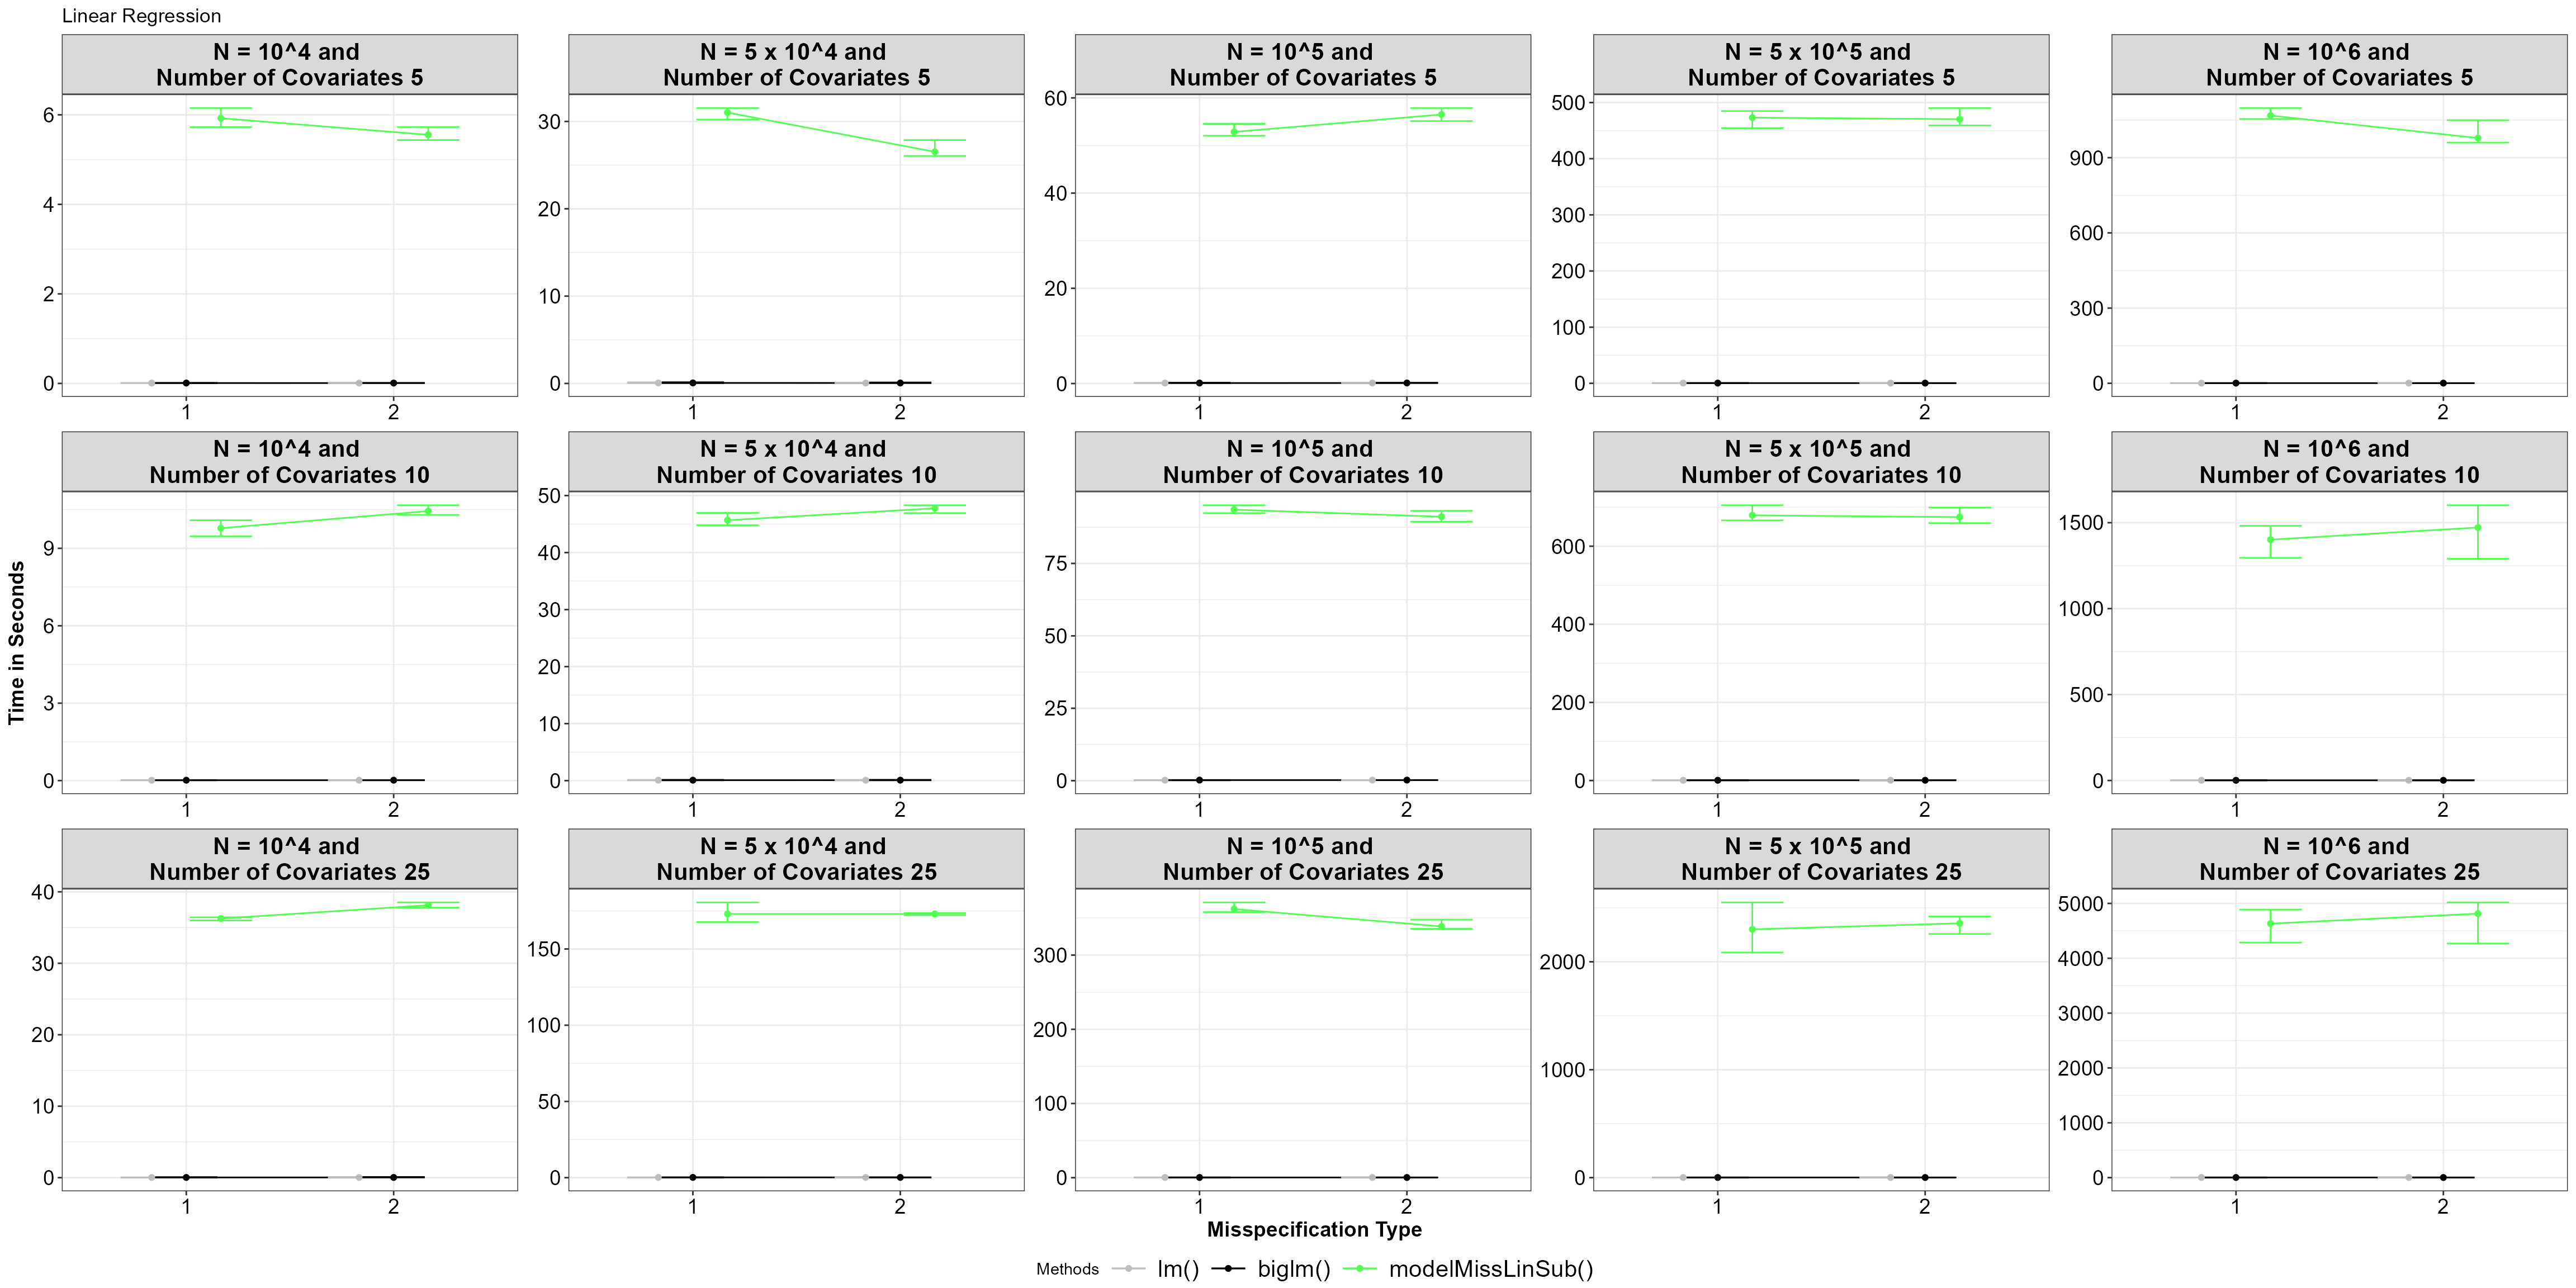 Linear Regression
N = 10^4 and
Number of Covariates 5
N = 5 x 10^4 and
Number of Covariates 5
N = 10^5 and
Number of Covariates 5
N = 5 x 10^5 and
Number of Covariates 5
N = 10^6 and
Number of Covariates 5
6
4
2
0
1 2
30
20
10
0
1 2
60
40
20
0
1 2
500
400
300
200
100
0
1 2
900
600
300
0
1 2
Time in Seconds
N = 10^4 and
Number of Covariates 10
N = 5 x 10^4 and
Number of Covariates 10
N = 10^5 and
Number of Covariates 10
N = 5 x 10^5 and
Number of Covariates 10
N = 10^6 and
Number of Covariates 10
9
6
3
0
1 2
50
40
30
20
10
0
1 2
75
50
25
0
1 2
600
400
200
0
1 2
1500
1000
500
0
1 2
N = 10^4 and
Number of Covariates 25
N = 5 x 10^4 and
Number of Covariates 25
N = 10^5 and
Number of Covariates 25
N = 5 x 10^5 and
Number of Covariates 25
N = 10^6 and
Number of Covariates 25
40
30
20
10
0
1 2
150
100
50
0
1 2
300
200
100
0
1 2
2000
1000
0
1 2
5000
4000
3000
2000
1000
0
1 2
Misspecification Type
Methods lm() biglm() modelMissLinSub()